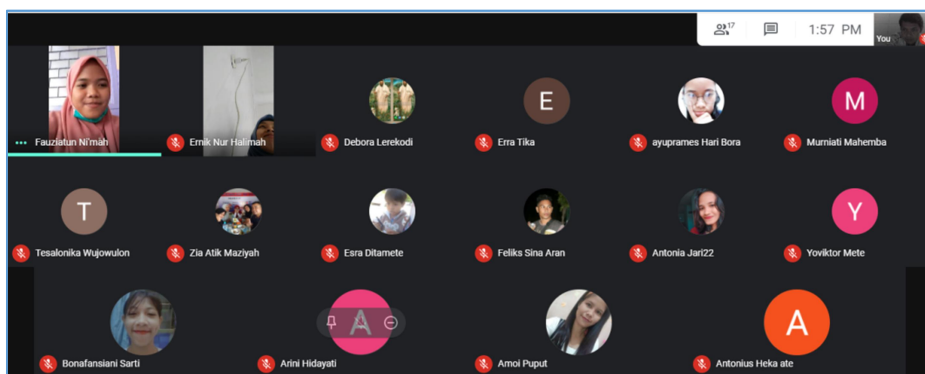 17
1:57 PM
You
Fauziatun Ni'mah
Ernik Nur Halimah
Debora Lerekodi
E
Erra Tika
ayuprames Hari Bora
M
Murniati Mahemba
T
Tesalonika Wujowulon
Zia Atik Maziyah
Esra Ditamete
Feliks Sina Aran
Antonia Jari22
Y
Yoviktor Mete
Bonafansiani Sarti
A
Arini Hidayati
Amoi Puput
A
Antonius Heka ate